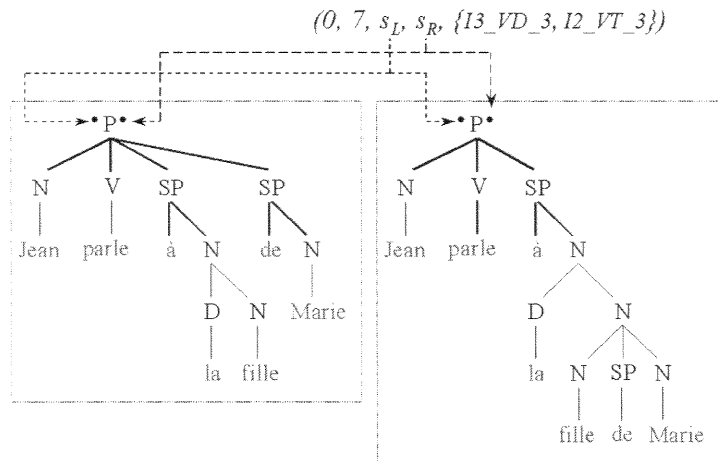 (0, 7, s_L, s_R, {I3_VD_3, I2_VT_3})
•P• •P•
N V SP SP N V SP
Jean parle à N de N Jean parle à N
D N Marie D N
la fille la N SP N
fille de Marie